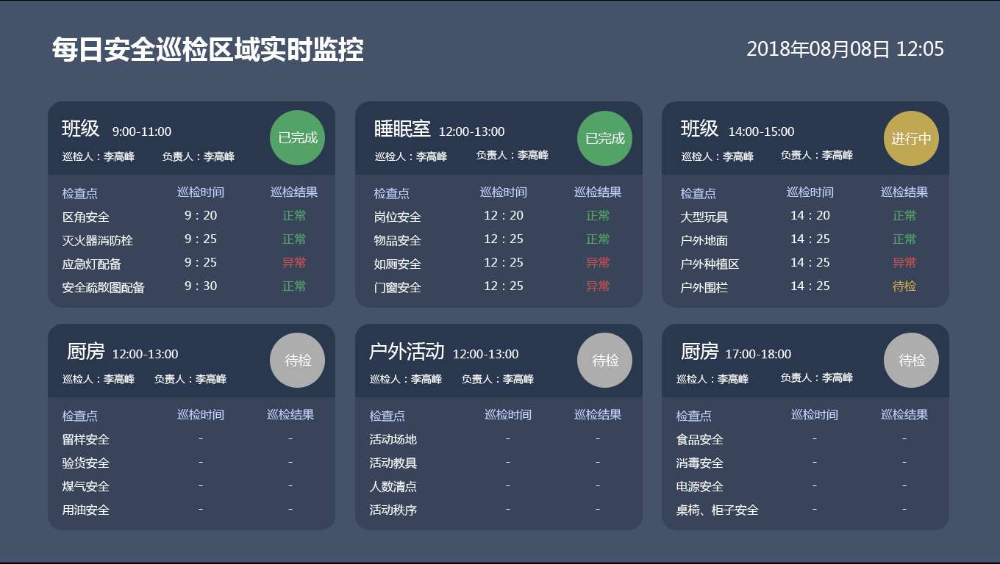 每日安全巡检区域实时监控
2018年08月08日 12:05
班级 9:00-11:00
已完成
巡检人：李高峰 负责人：李高峰
检查点 巡检时间 巡检结果
区角安全 9：20 正常
灭火器消防栓 9：25 正常
应急灯配备 9：25 异常
安全疏散图配备 9：30 正常
睡眠室 12:00-13:00
已完成
巡检人：李高峰 负责人：李高峰
检查点 巡检时间 巡检结果
岗位安全 12：20 正常
物品安全 12：25 正常
如厕安全 12：25 异常
门窗安全 12：25 异常
班级 14:00-15:00
进行中
巡检人：李高峰 负责人：李高峰
检查点 巡检时间 巡检结果
大型玩具 14：20 正常
户外地面 14：25 正常
户外种植区 14：25 异常
户外围栏 14：25 待检
厨房 12:00-13:00
待检
巡检人：李高峰 负责人：李高峰
检查点 巡检时间 巡检结果
留样安全 - -
验货安全 - -
煤气安全 - -
用油安全 - -
户外活动 12:00-13:00
待检
巡检人：李高峰 负责人：李高峰
检查点 巡检时间 巡检结果
活动场地 - -
活动教具 - -
人数清点 - -
活动秩序 - -
厨房 17:00-18:00
待检
巡检人：李高峰 负责人：李高峰
检查点 巡检时间 巡检结果
食品安全 - -
消毒安全 - -
电源安全 - -
桌椅、柜子安全 - -